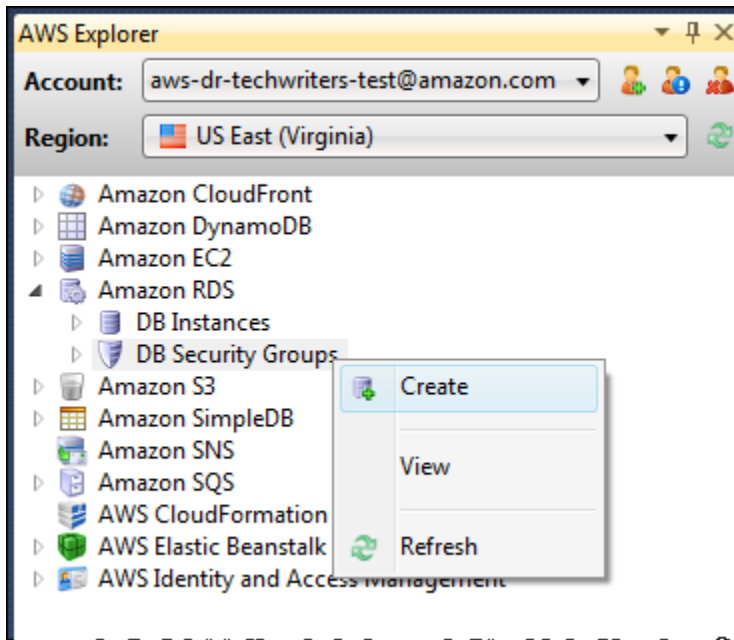 AWS Explorer
Account: aws-dr-techwriters-test@amazon.com
Region: US East (Virginia)
Amazon CloudFront
Amazon DynamoDB
Amazon EC2
Amazon RDS
DB Instances
DB Security Groups
Create
Amazon S3
Amazon SimpleDB
View
Amazon SNS
Amazon SQS
AWS CloudFormation
AWS Elastic Beanstalk
Refresh
AWS Identity and Access Management